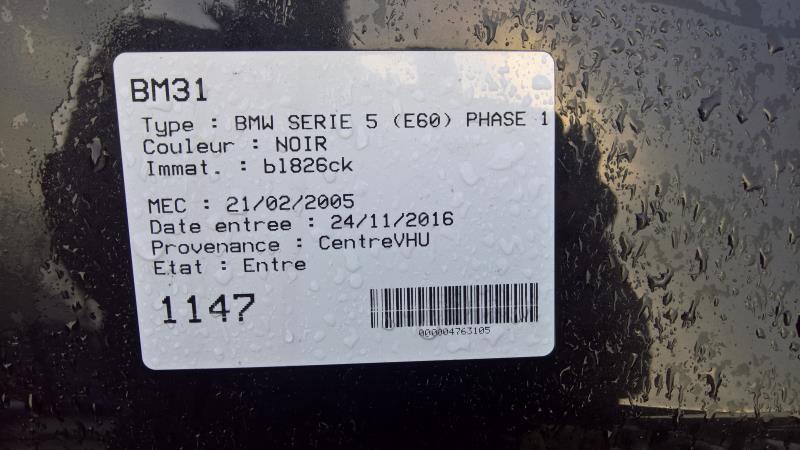 BM31
Type : BMW SERIE 5 (E60) PHASE 1
Couleur : NOIR
Immat. : bl826ck
MEC : 21/02/2005
Date entree : 24/11/2016
Provenance : CentreVHU
Etat : Entre
1147
000004763105